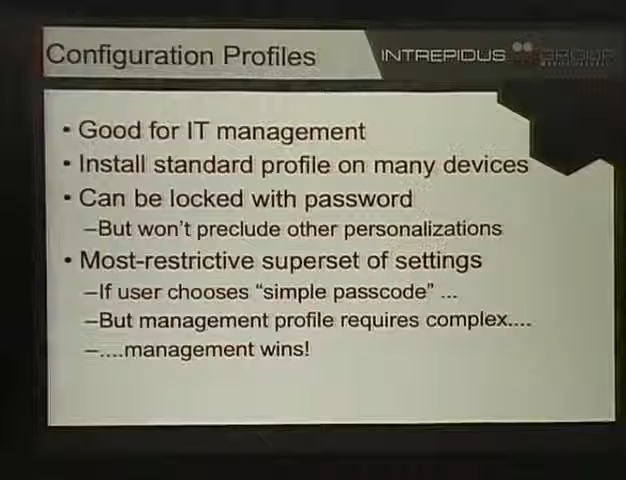 Configuration Profiles
INTREPIDUS GROUP
• Good for IT management
• Install standard profile on many devices
• Can be locked with password
–But won't preclude other personalizations
• Most-restrictive superset of settings
–If user chooses “simple passcode” ...
–But management profile requires complex....
–....management wins!